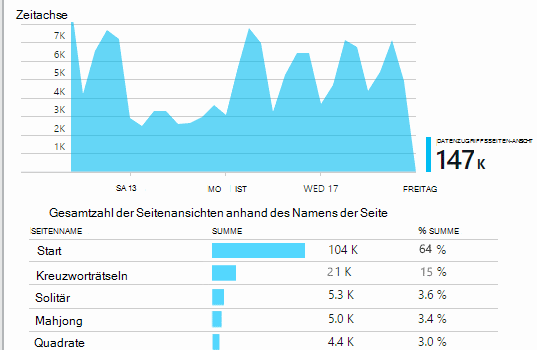 Zeitachse
7K
6K
5K
4K
3K
2K
1K
DATENZUGRIFFSSEITEN-ANSICHT
147 K
SA 13 MO IST WED 17 FREITAG
Gesamtzahl der Seitenansichten anhand des Namens der Seite
SEITENNAME SUMME % SUMME
Start 104 K 64 %
Kreuzworträtseln 21 K 15 %
Solitär 5.3 K 3.6 %
Mahjong 5.0 K 3.4 %
Quadrate 4.4 K 3.0 %